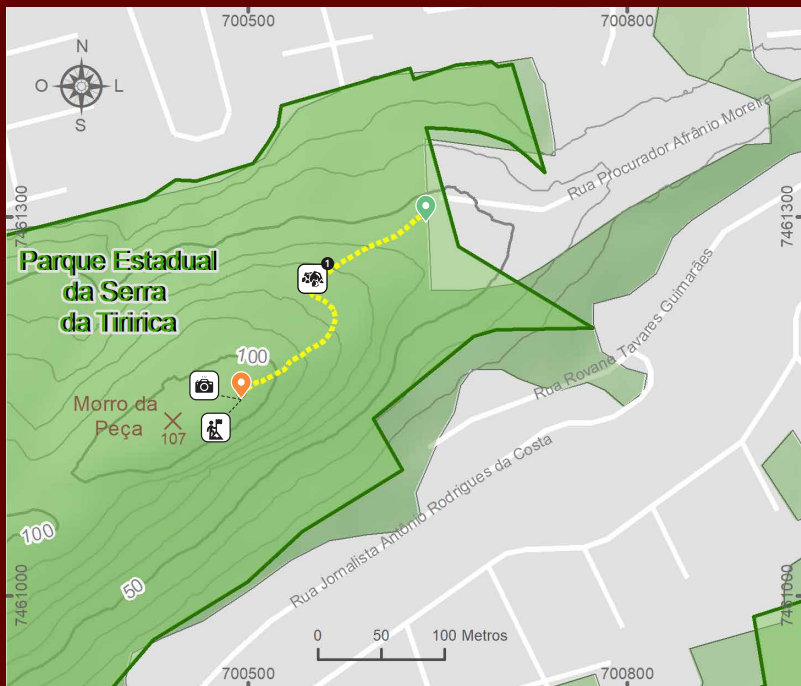 700500
700800
N
O
L
S
Rua Procurador Afrânio Moreira
7461300
7461300
1
Parque Estadual
da Serra
da Tiririca
100
Rua Rovane Tavares Guimarães
Morro da
Peça
107
Rua Jornalista Antônio Rodrigues da Costa
100
50
7461000
7461000
0
50
100 Metros
700500
700800